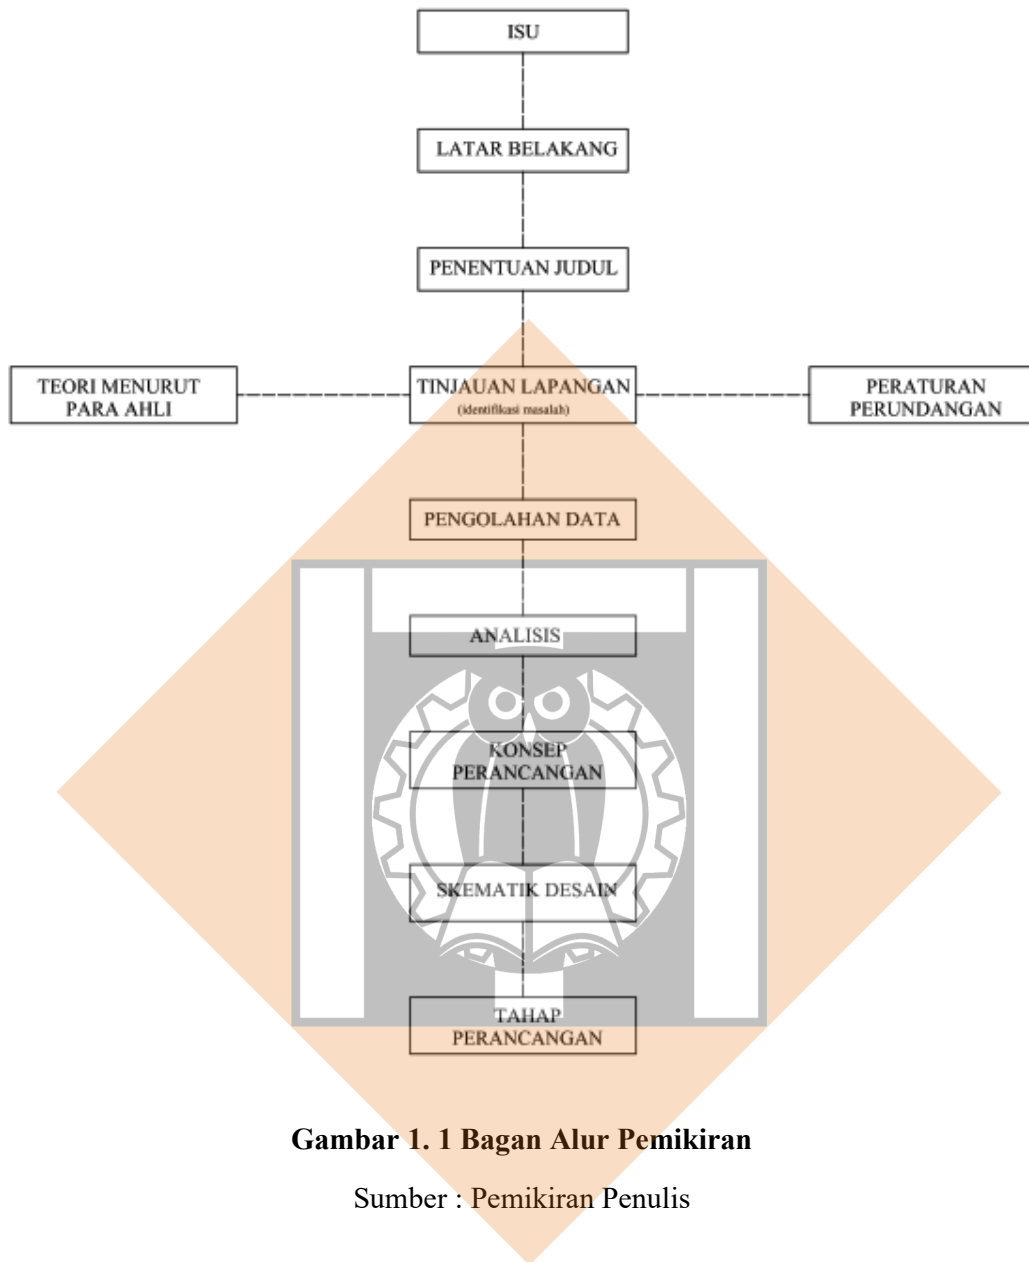 ISU
LATAR BELAKANG
PENENTUAN JUDUL
TEORI MENURUT
PARA AHLI
TINJAUAN LAPANGAN
(identifikasi masalah)
PERATURAN
PERUNDANGAN
PENGOLAHAN DATA
ANALISIS
KONSEP
PERANCANGAN
SKEMATIK DESAIN
TAHAP
PERANCANGAN
Gambar 1. 1 Bagan Alur Pemikiran
Sumber : Pemikiran Penulis